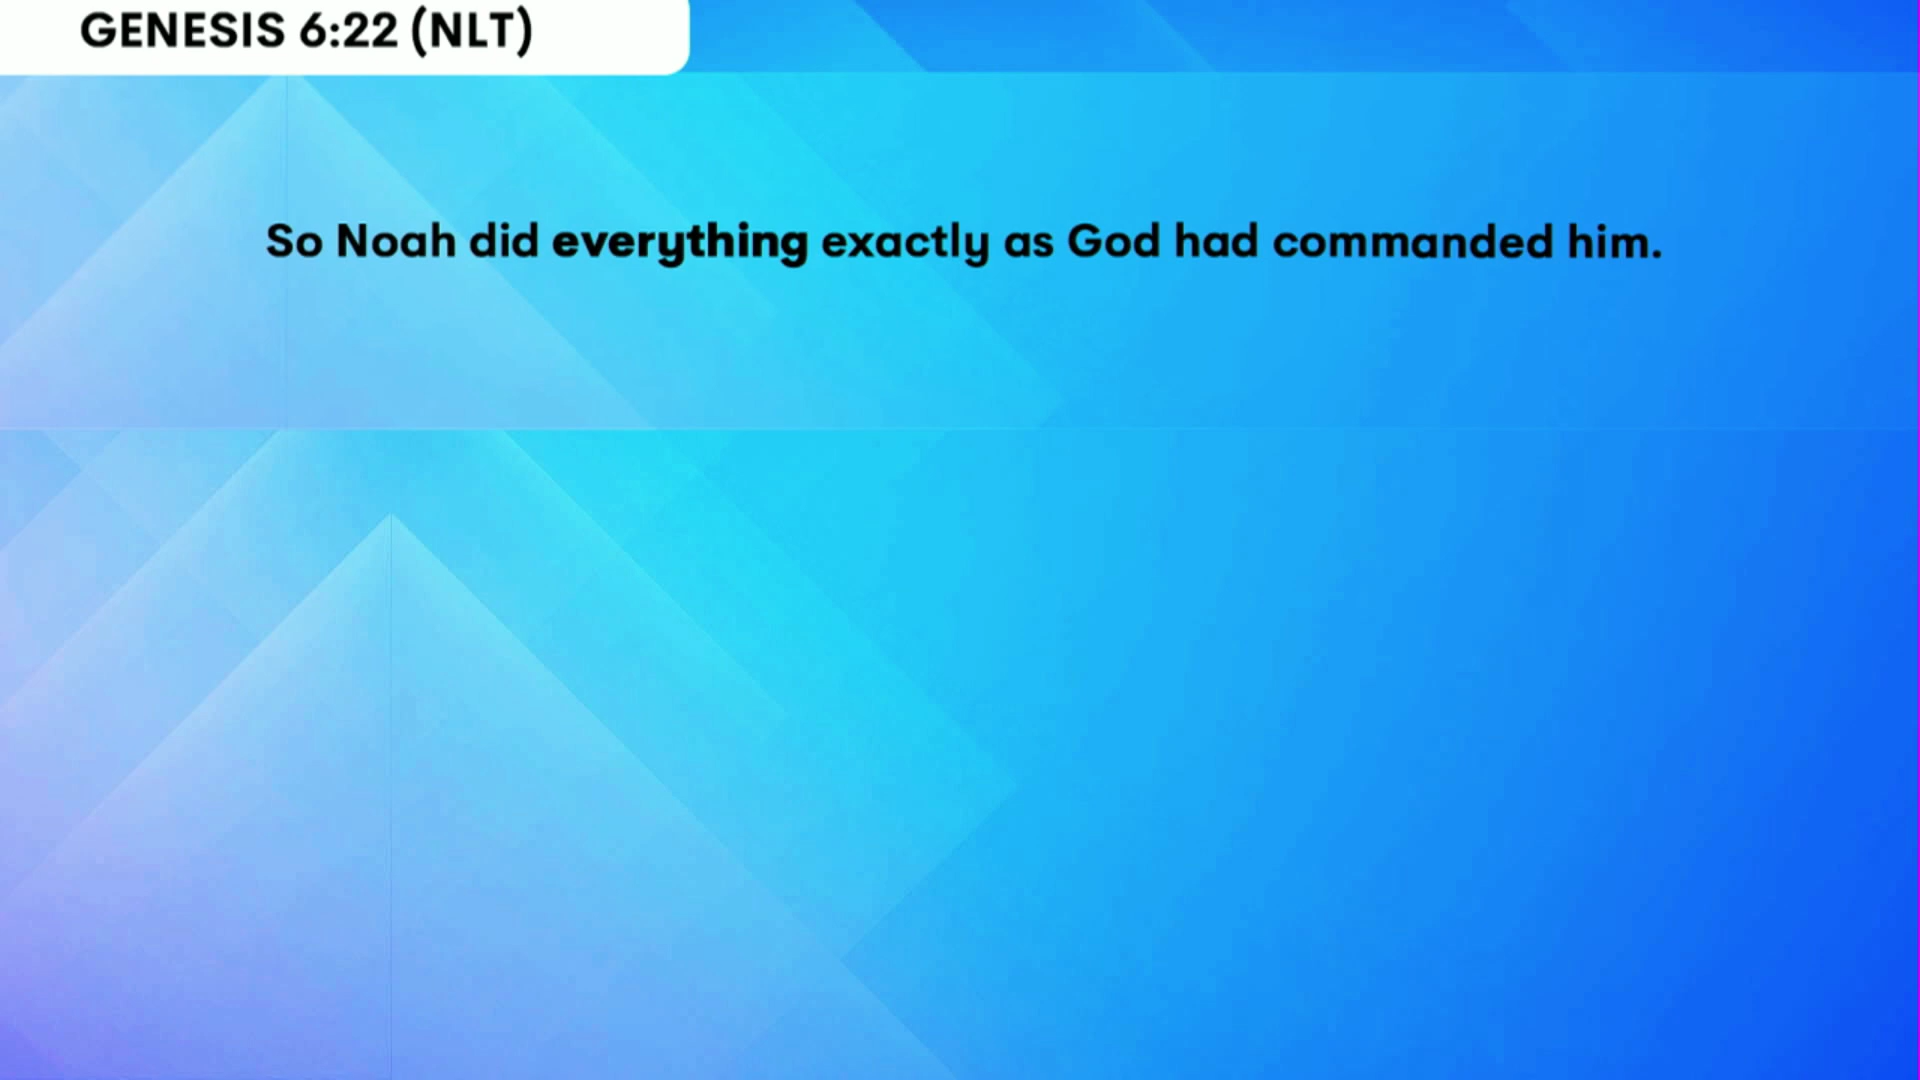 GENESIS 6:22 (NLT)
So Noah did everything exactly as God had commanded him.